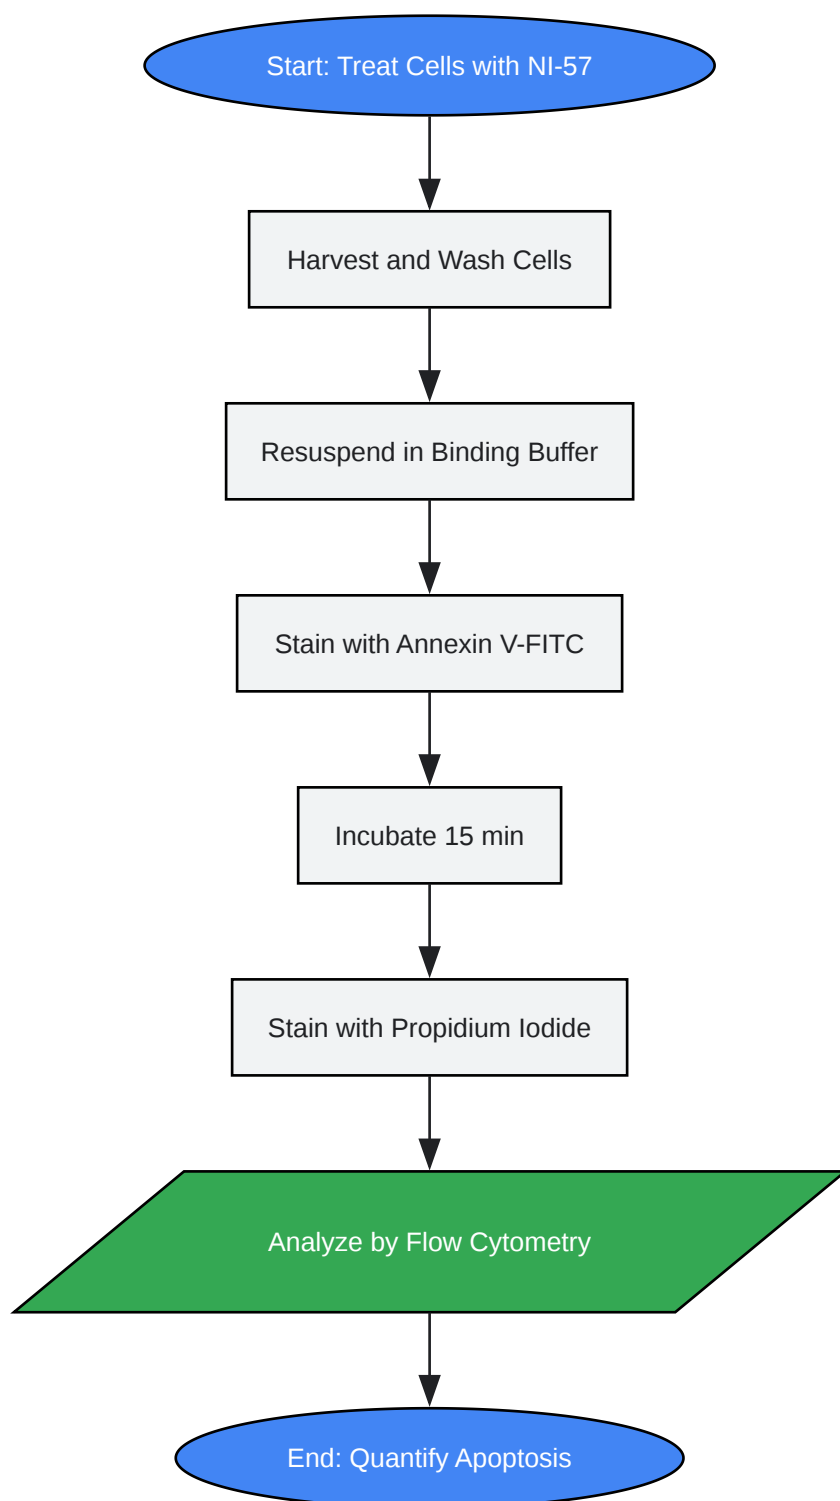 Start: Treat Cells with NI-57
Harvest and Wash Cells
Resuspend in Binding Buffer
Stain with Annexin V-FITC
Incubate 15 min
Stain with Propidium Iodide
Analyze by Flow Cytometry
End: Quantify Apoptosis